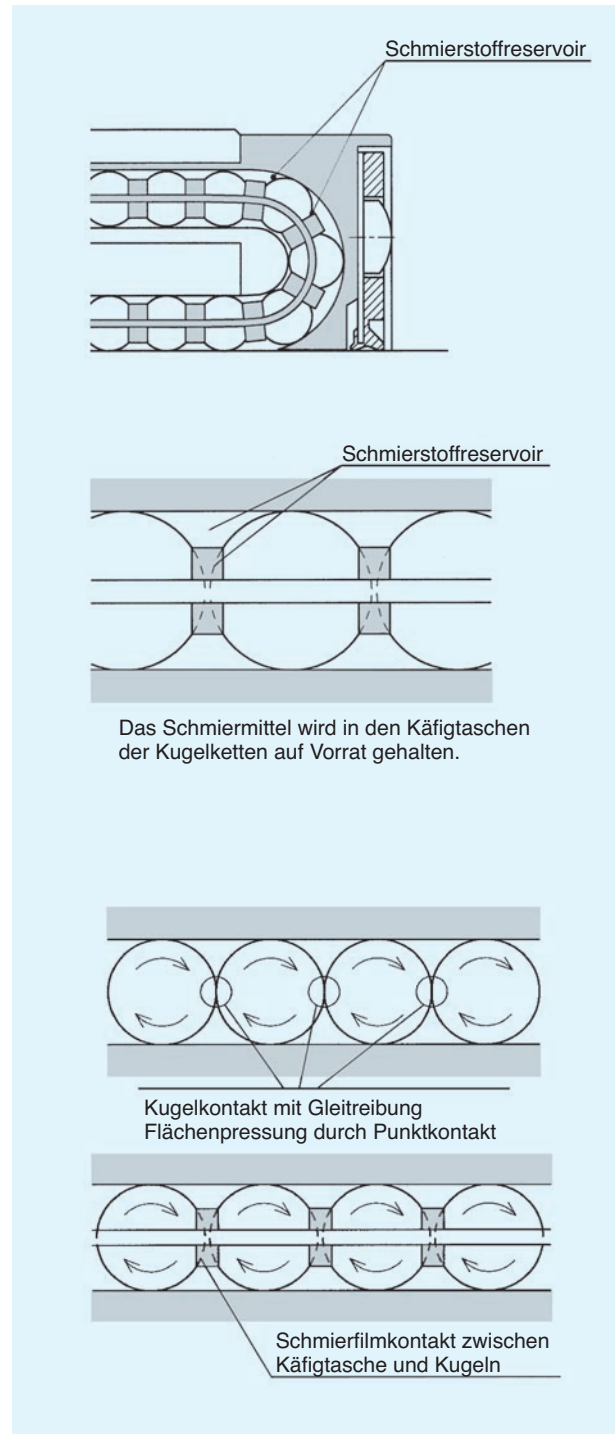 Schmierstoffreservoir
Schmierstoffreservoir
Das Schmiermittel wird in den Käfigtaschen
der Kugelketten auf Vorrat gehalten.
Kugelkontakt mit Gleitreibung
Flächenpressung durch Punktkontakt
Schmierfilmkontakt zwischen
Käfigtasche und Kugeln